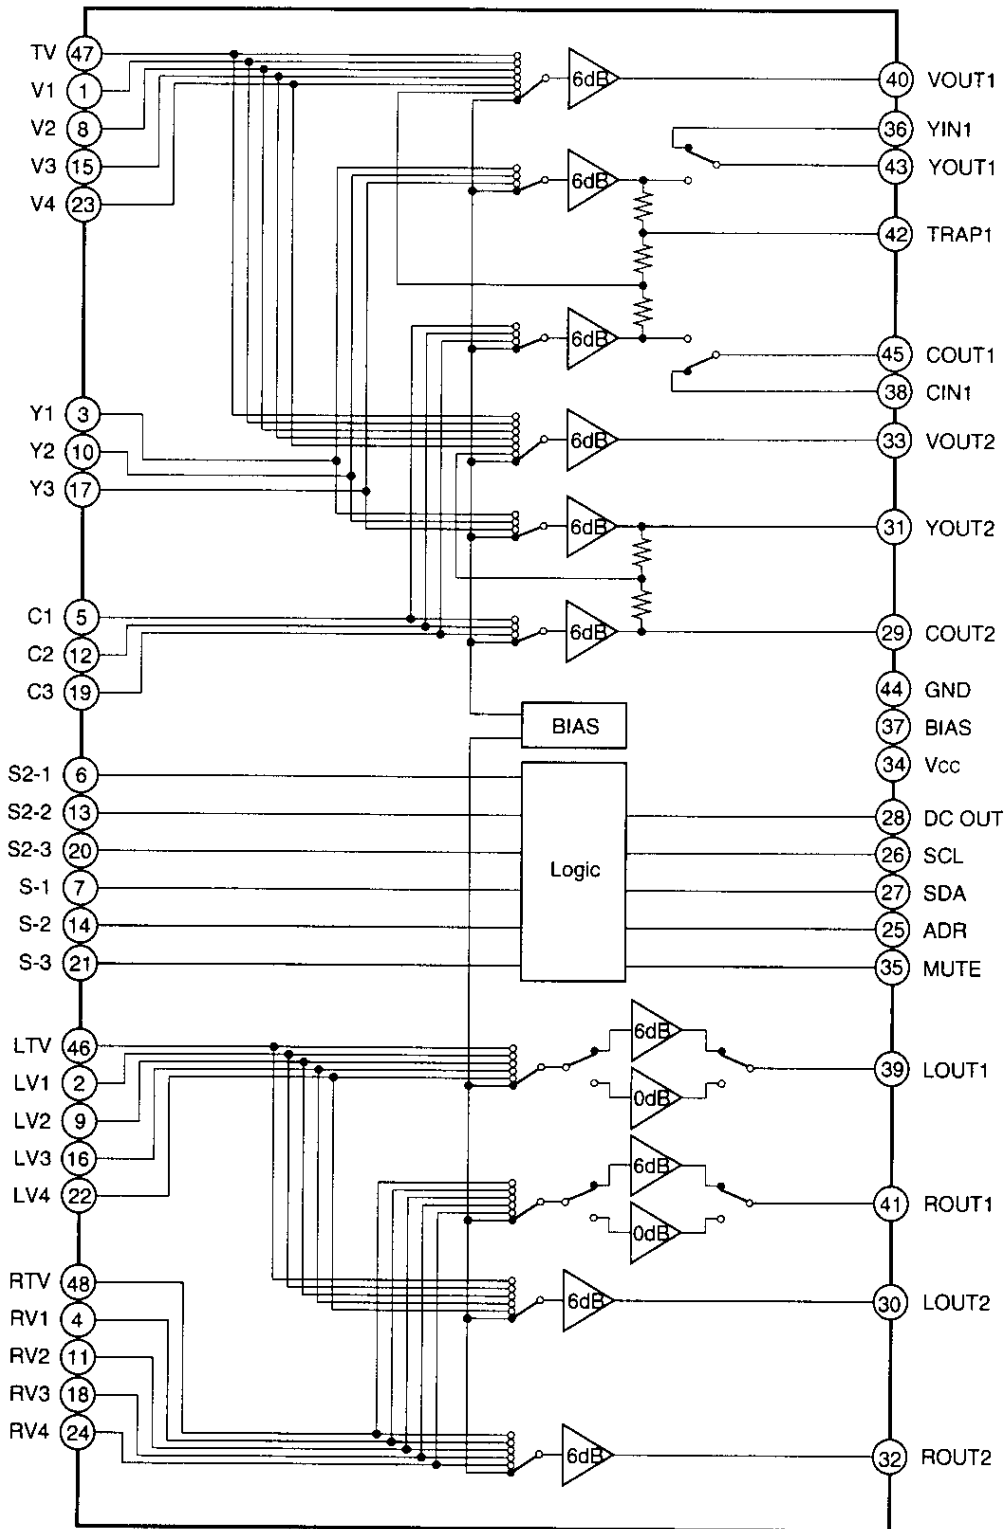 TV 47
V1 1
V2 8
V3 15
V4 23
Y1 3
Y2 10
Y3 17
C1 5
C2 12
C3 19
S2-1 6
S2-2 13
S2-3 20
S-1 7
S-2 14
S-3 21
LTV 46
LV1 2
LV2 9
LV3 16
LV4 22
RTV 48
RV1 4
RV2 11
RV3 18
RV4 24
6dB
6dB
6dB
6dB
6dB
6dB
BIAS
Logic
6dB
0dB
6dB
0dB
6dB
6dB
40 VOUT1
36 YIN1
43 YOUT1
42 TRAP1
45 COUT1
38 CIN1
33 VOUT2
31 YOUT2
29 COUT2
44 GND
37 BIAS
34 Vcc
28 DC OUT
26 SCL
27 SDA
25 ADR
35 MUTE
39 LOUT1
41 ROUT1
30 LOUT2
32 ROUT2